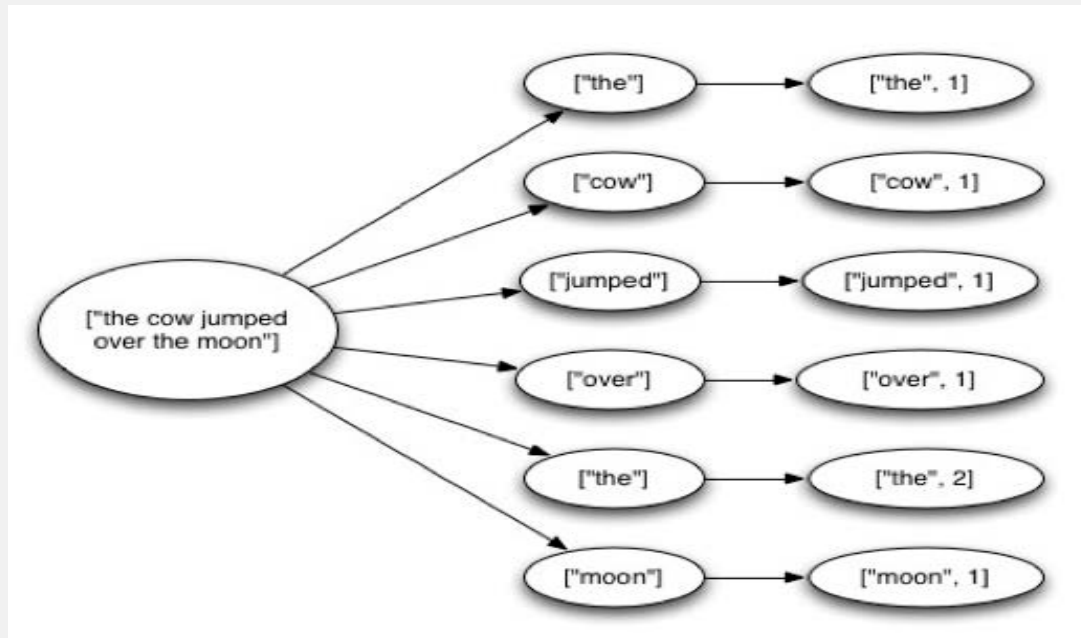 ["the"]
["the", 1]
["cow"]
["cow", 1]
["jumped"]
["jumped", 1]
["the cow jumped
over the moon"]
["over"]
["over", 1]
["the"]
["the", 2]
["moon"]
["moon", 1]